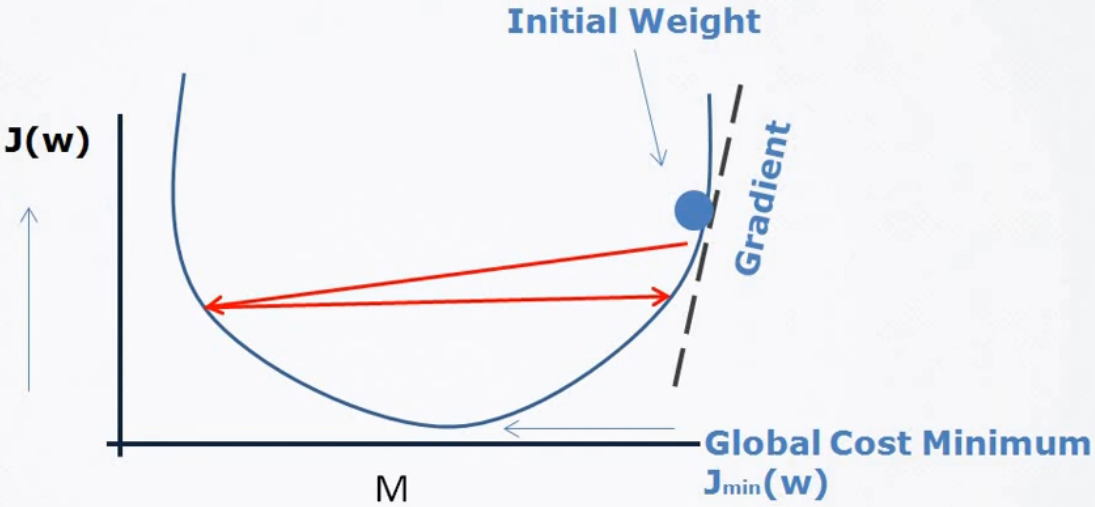 Initial Weight
J(w)
Gradient
Global Cost Minimum
Jmin(w)
M